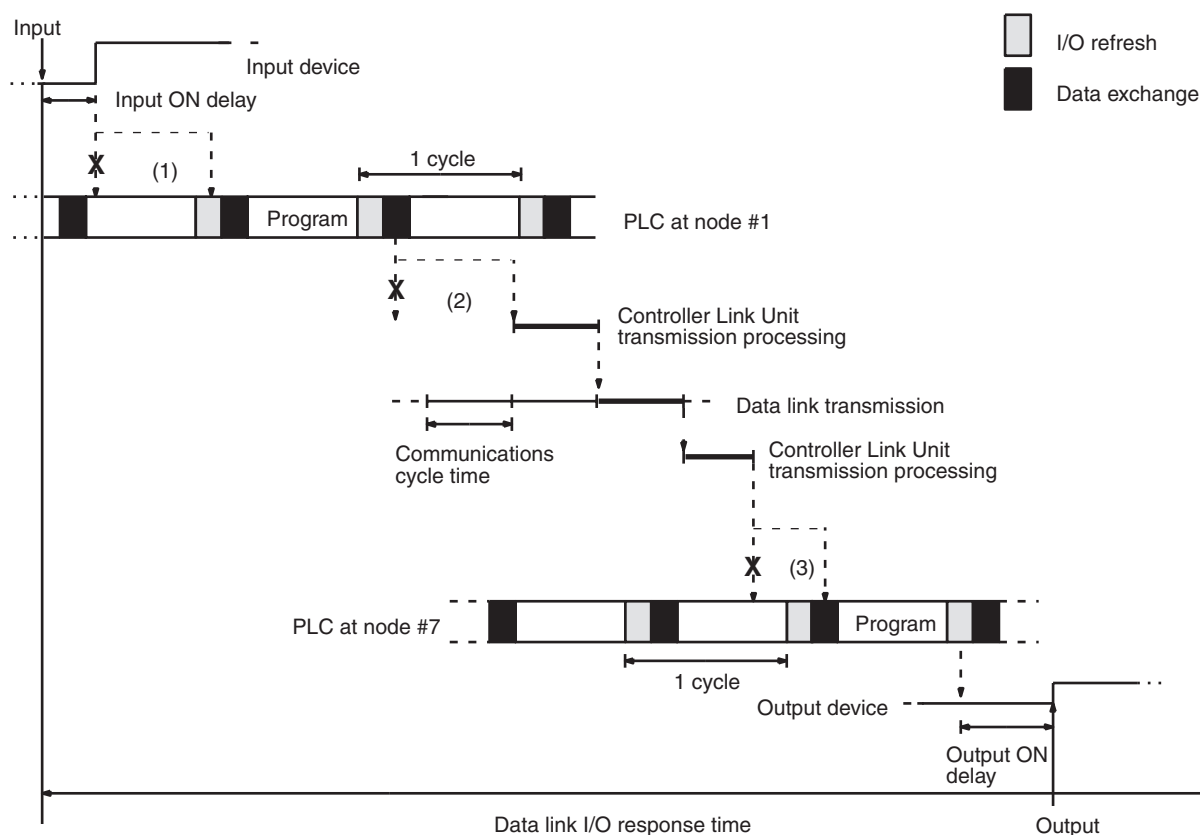 Input
I/O refresh
Input device
Data exchange
Input ON delay
X
(1)
1 cycle
Program
PLC at node #1
X
(2)
Controller Link Unit
transmission processing
Data link transmission
Communications
cycle time
Controller Link Unit
transmission processing
X
(3)
PLC at node #7
Program
1 cycle
Output device
Output ON
delay
Data link I/O response time
Output